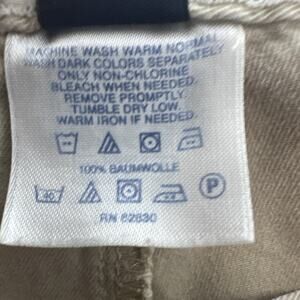 MACHINE WASH WARM NORMAL
WASH DARK COLORS SEPARATELY
ONLY NON-CHLORINE
BLEACH WHEN NEEDED.
REMOVE PROMPTLY.
TUMBLE DRY LOW.
WARM IRON IF NEEDED.
100% BAUMWOLLE
40 P
RN 62830